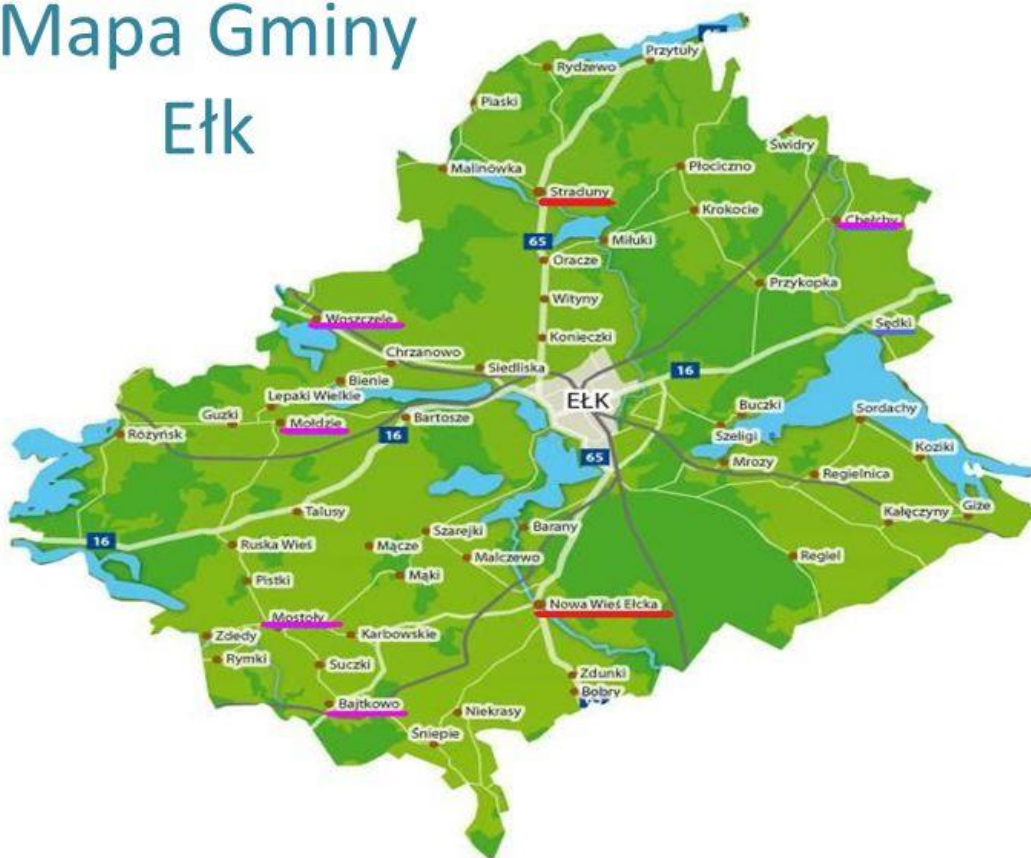 Mapa Gminy
Ełk
Przytuły
Rydzewo
Piaski
Świdry
Malinówka
Płociczno
Straduny
Krokocie
Chełchy
65
Miłuki
Oracze
Przykopka
Wityny
Woszczele
Sędki
Konieczki
Chrzanowo
Siedliska
16
Bienie
EŁK
Lepaki Wielkie
Buczki
Sordachy
Guzki
Mołdzie
Bartosze
Różyńsk
16
Szeligi
Koziki
65
Mrozy
Regielnica
Talusy
Giże
Kałęczyny
Barany
Szarejki
16
Ruska Wieś
Mącze
Malczewo
Regiel
Pistki
Mąki
Nowa Wieś Ełcka
Mostołty
Zdedy
Karbowskie
Rymki
Suczki
Zdunki
Bobry
Bajtkowo
Niekrasy
Śniepie